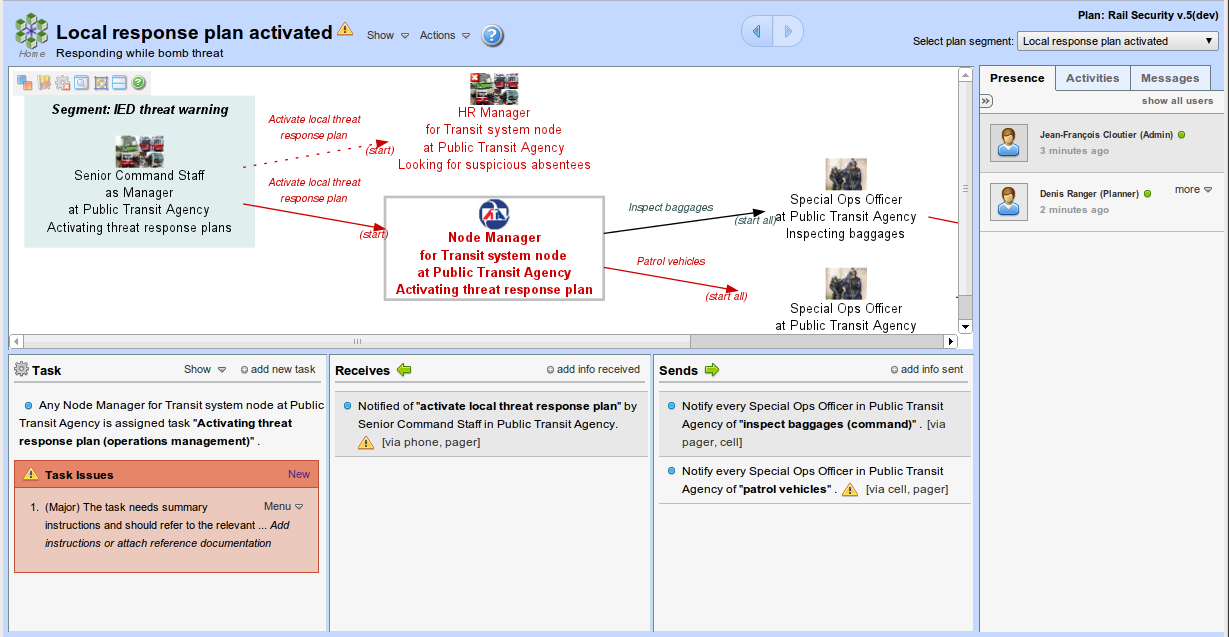 Plan: Rail Security v.5(dev)
Local response plan activated
Show
Actions
?
Home
Responding while bomb threat
Select plan segment:
Local response plan activated
Segment: IED threat warning
Senior Command Staff
as Manager
at Public Transit Agency
Activating threat response plans
Activate local threat
response plan
(start)
Activate local threat
response plan
(start)
HR Manager
for Transit system node
at Public Transit Agency
Looking for suspicious absentees
Node Manager
for Transit system node
at Public Transit Agency
Activating threat response plan
Inspect baggages
(start all)
Patrol vehicles
(start all)
Special Ops Officer
at Public Transit Agency
Inspecting baggages
Special Ops Officer
at Public Transit Agency
Presence
Activities
Messages
show all users
Jean-François Cloutier (Admin)
3 minutes ago
Denis Ranger (Planner)
more
2 minutes ago
Task
Show
add new task
Any Node Manager for Transit system node at Public
Transit Agency is assigned task "Activating threat
response plan (operations management)" .
Task Issues
New
1. (Major) The task needs summary
Menu
instructions and should refer to the relevant ... Add
instructions or attach reference documentation
Receives
add info received
Notified of "activate local threat response plan" by
Senior Command Staff in Public Transit Agency.
[via phone, pager]
Sends
add info sent
Notify every Special Ops Officer in Public Transit
Agency of "inspect baggages (command)" . [via
pager, cell]
Notify every Special Ops Officer in Public Transit
Agency of "patrol vehicles" . [via cell, pager]